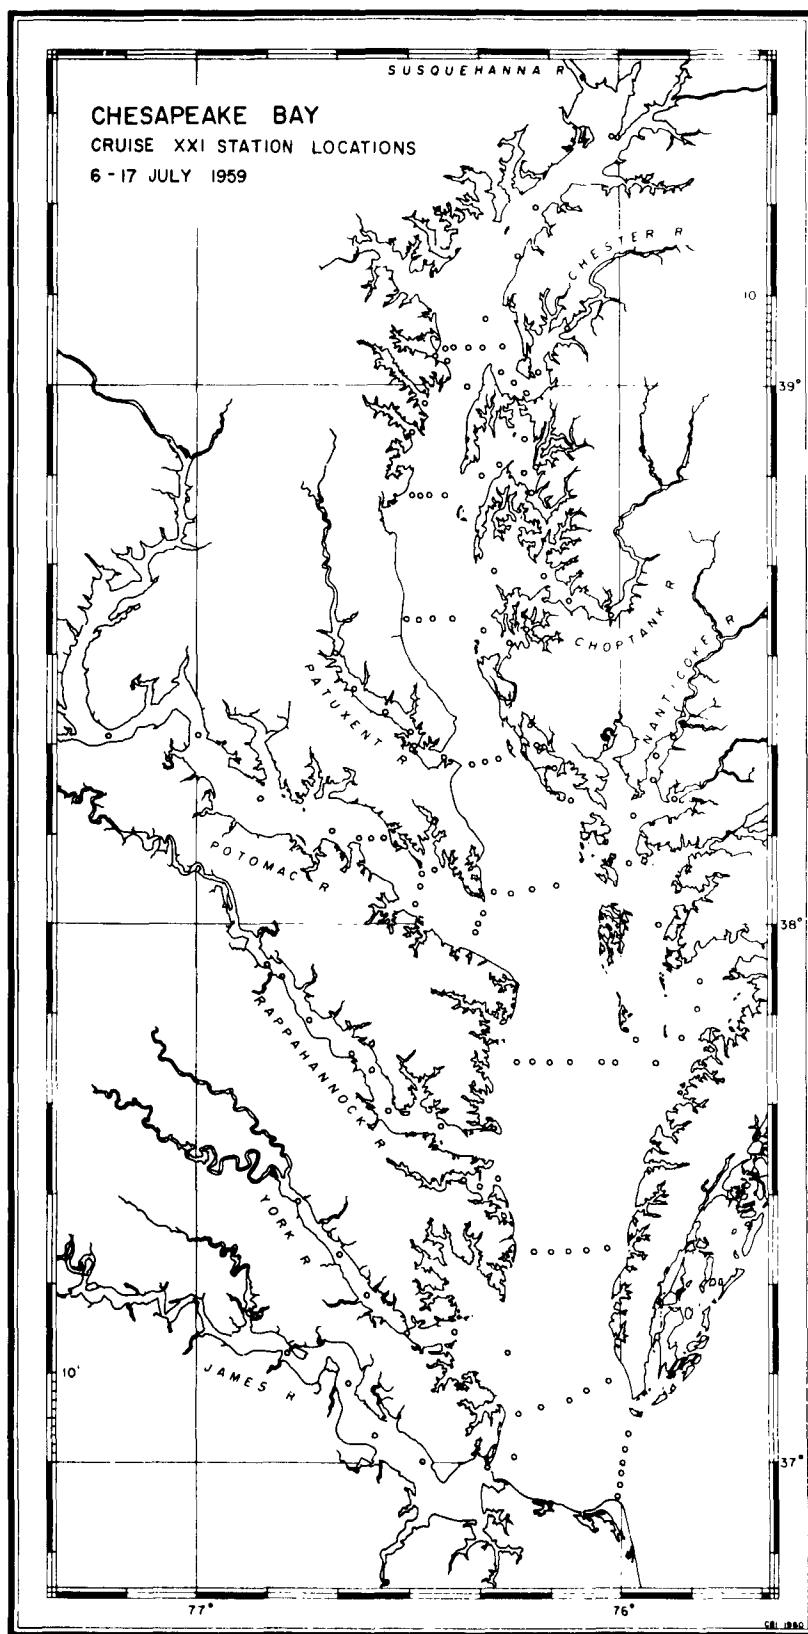 SUSQUEHANNA R
CHESAPEAKE BAY
CRUISE XXI STATION LOCATIONS
6 - 17 JULY 1959
CHESTER R
10
39°
CHOPTANK R
NANTICOKE R
PATUXENT R
POTOMAC R
38°
RAPPAHANNOCK R
YORK R
JAMES R
10'
37°
77°
76°
CBI 1960